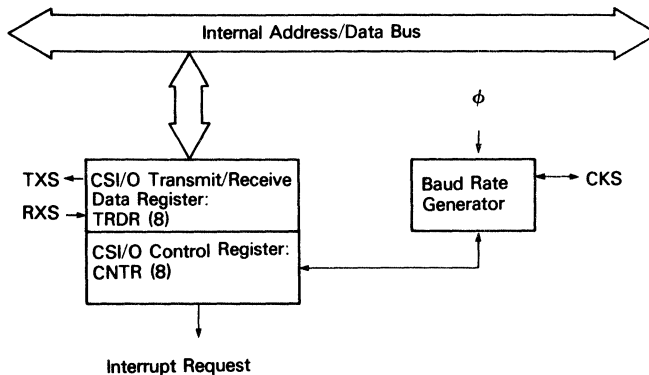 Internal Address/Data Bus
φ
TXS
RXS
CSI/O Transmit/Receive
Data Register:
TRDR (8)
CSI/O Control Register:
CNTR (8)
Baud Rate
Generator
CKS
Interrupt Request